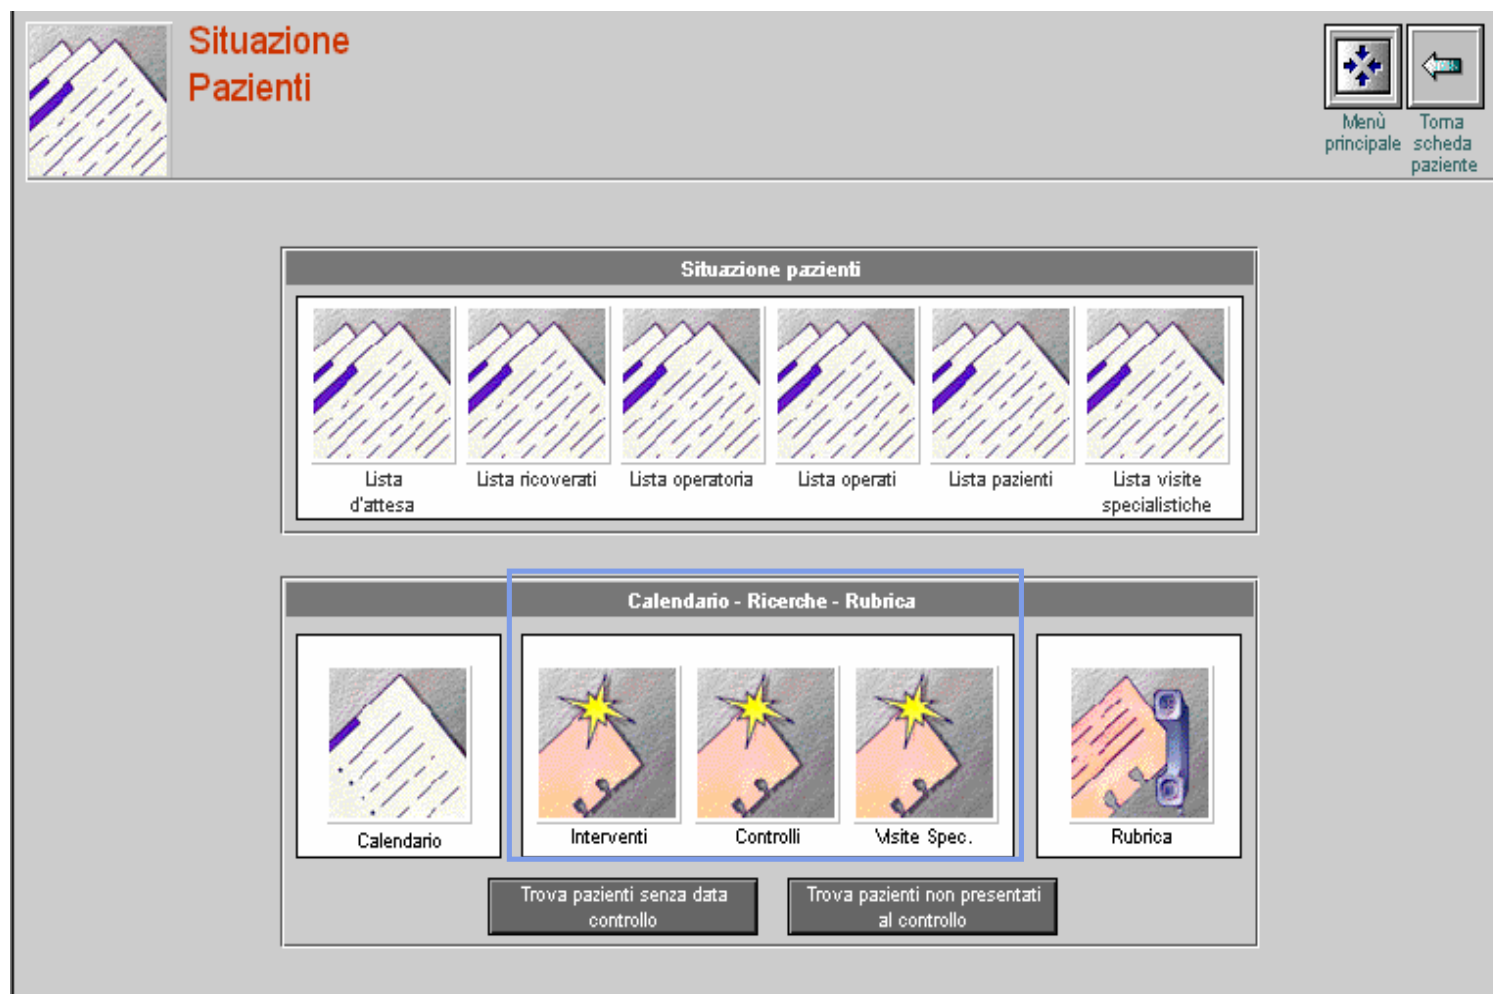 Situazione
Pazienti
Menù
principale
Torna
scheda
paziente
Situazione pazienti
Lista
d'attesa
Lista ricoverati
Lista operatoria
Lista operati
Lista pazienti
Lista visite
specialistiche
Calendario - Ricerche - Rubrica
Calendario
Interventi
Controlli
Visite Spec.
Rubrica
Trova pazienti senza data
controllo
Trova pazienti non presentati
al controllo